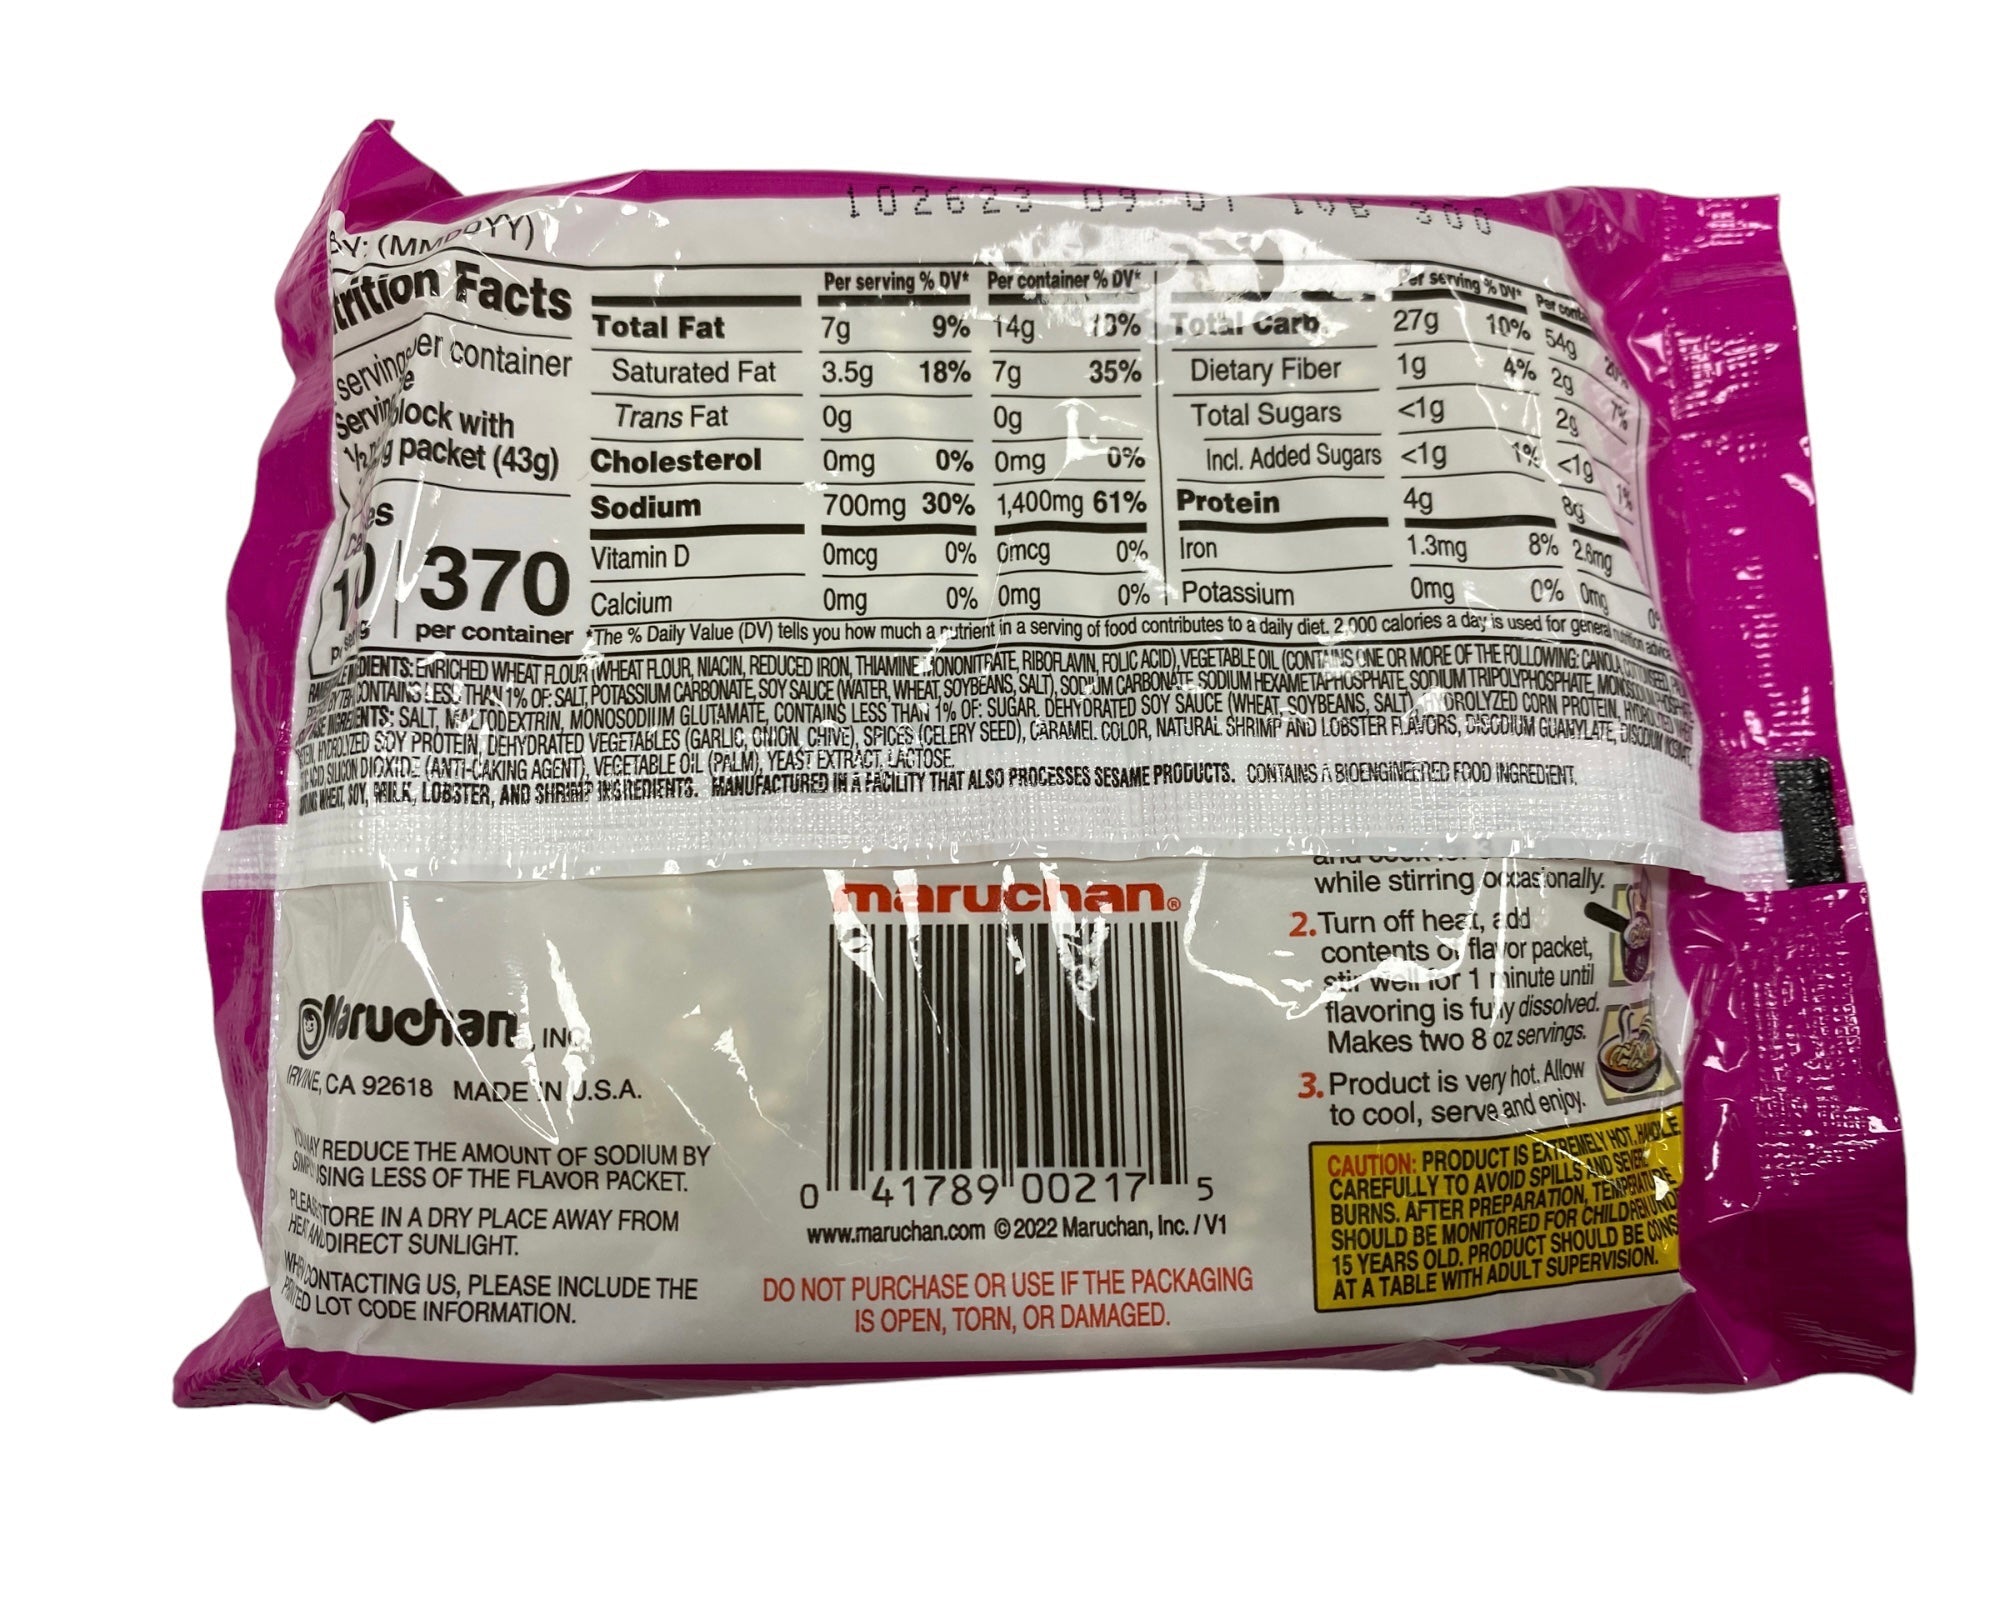 102623 09
BY: (MMDDYY)
trition Facts
container
block with
packet (43g)
370
per container
Per serving % DV* Per container % DV*
Total Fat 7g 9% 14g
Saturated Fat 3.5g 18% 7g 35%
Trans Fat 0g 0g
Cholesterol 0mg 0% 0mg 0%
Sodium 700mg 30% 1,400mg 61%
Vitamin D 0mcg 0% 0mcg 0%
Calcium 0mg 0% 0mg 0%
Per serving % DV*
Total Carb. 27g 10% 54g
Dietary Fiber 1g 4% 2g 7%
Total Sugars <1g 2g
Incl. Added Sugars <1g 1% <1g 1%
Protein 4g 8g
Iron 1.3mg 8% 2.6mg
Potassium 0mg 0% 0mg
*The % Daily Value (DV) tells you how much a nutrient in a serving of food contributes to a daily diet. 2,000 calories a day is used for general nutrition advice
ENRICHED WHEAT FLOUR (WHEAT FLOUR, NIACIN, REDUCED IRON, THIAMINE MONONITRATE, RIBOFLAVIN, FOLIC ACID), VEGETABLE OIL (CONTAINS ONE OR MORE OF THE FOLLOWING: CANOLA, COTTONSEED,
CONTAINS LESS THAN 1% OF: SALT, POTASSIUM CARBONATE, SOY SAUCE (WATER, WHEAT, SOYBEANS, SALT), SODIUM CARBONATE, SODIUM HEXAMETAPHOSPHATE, SODIUM TRIPOLYPHOSPHATE,
SALT, MALTODEXTRIN, MONOSODIUM GLUTAMATE, CONTAINS LESS THAN 1% OF: SUGAR, DEHYDRATED SOY SAUCE (WHEAT, SOYBEANS, SALT), HYDROLYZED CORN PROTEIN, HYDROLYZED
HYDROLYZED SOY PROTEIN, DEHYDRATED VEGETABLES (GARLIC, ONION, CHIVE), SPICES (CELERY SEED), CARAMEL COLOR, NATURAL SHRIMP AND LOBSTER FLAVORS, DISODIUM GUANYLATE, DISODIUM
SILICON DIOXIDE (ANTI-CAKING AGENT), VEGETABLE OIL (PALM), YEAST EXTRACT, LACTOSE.
WHEAT, SOY, MILK, LOBSTER, AND SHRIMP INGREDIENTS. MANUFACTURED IN A FACILITY THAT ALSO PROCESSES SESAME PRODUCTS. CONTAINS A BIOENGINEERED FOOD INGREDIENT.
Maruchan, INC.
IRVINE, CA 92618 MADE IN U.S.A.
YOU MAY REDUCE THE AMOUNT OF SODIUM BY
SIMPLY USING LESS OF THE FLAVOR PACKET.
PLEASE STORE IN A DRY PLACE AWAY FROM
HEAT AND DIRECT SUNLIGHT.
WHEN CONTACTING US, PLEASE INCLUDE THE
PRINTED LOT CODE INFORMATION.
maruchan®
0 41789 00217 5
www.maruchan.com ©2022 Maruchan, Inc. / V1
DO NOT PURCHASE OR USE IF THE PACKAGING
IS OPEN, TORN, OR DAMAGED.
while stirring occasionally.
2. Turn off heat, add
contents of flavor packet,
stir well for 1 minute until
flavoring is fully dissolved.
Makes two 8 oz servings.
3. Product is very hot. Allow
to cool, serve and enjoy.
CAUTION: PRODUCT IS EXTREMELY HOT. HANDLE
CAREFULLY TO AVOID SPILLS AND SEVERE
BURNS. AFTER PREPARATION, TEMPERATURE
SHOULD BE MONITORED FOR CHILDREN UND
15 YEARS OLD. PRODUCT SHOULD BE CONS
AT A TABLE WITH ADULT SUPERVISION.